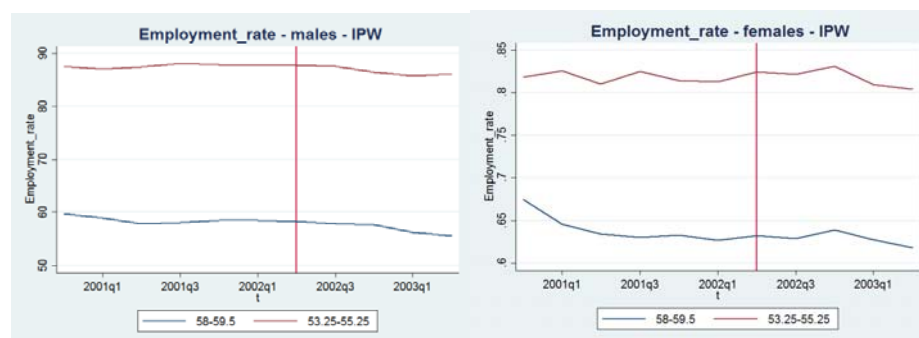 Employment_rate - males - IPW
Employment_rate
90
80
70
60
50
2001q1 2001q3 2002q1 2002q3 2003q1
t
58-59.5 53.25-55.25
Employment_rate - females - IPW
Employment_rate
.85
.8
.75
.7
.65
.6
2001q1 2001q3 2002q1 2002q3 2003q1
t
58-59.5 53.25-55.25